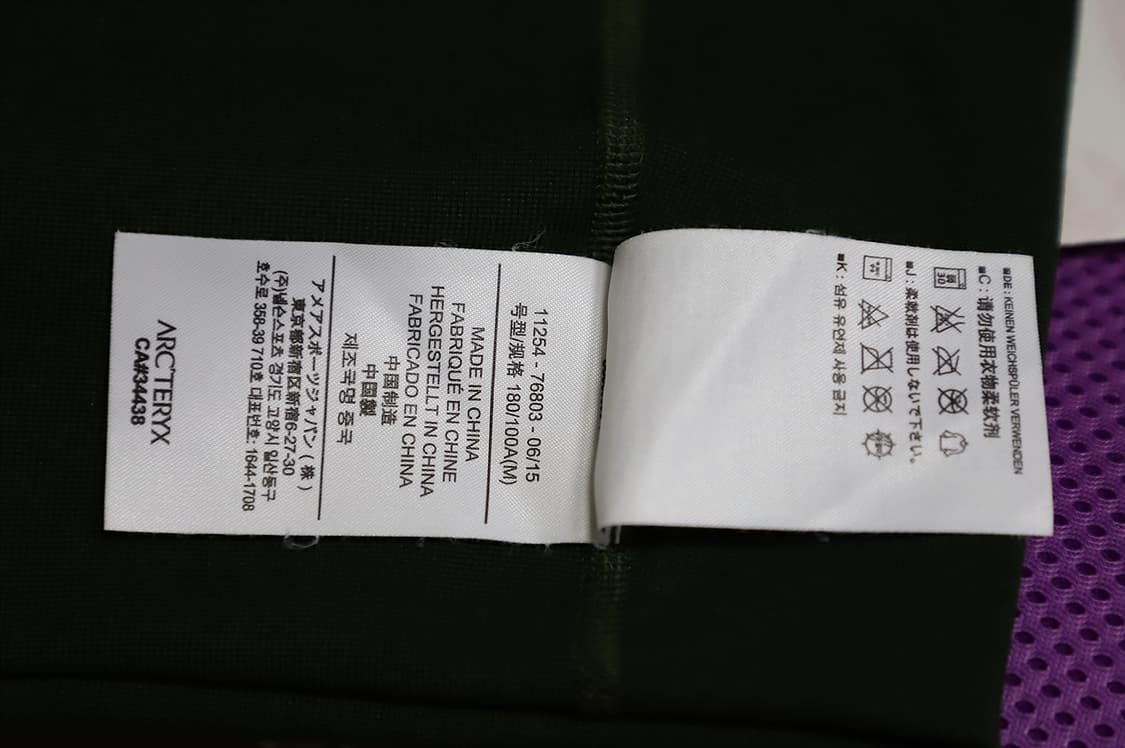 ■DE: KEINEN WEICHSPÜLER VERWENDEN
■C: 请勿使用衣物柔软剂
30
■J: 柔軟剤は使用しないで下さい。
■K: 섬유 유연제 사용 금지
11254 - 76803 - 06/15
号型/规格 180/100A(M)
MADE IN CHINA
FABRIQUÉ EN CHINE
HERGESTELLT IN CHINA
FABRICADO EN CHINA
中国制造
中国製
제조국명 중국
アメアスポーツジャパン ( 株 )
東京都新宿区新宿6-27-30
(주)넬슨스포츠 경기도 고양시 일산동구
호수로 358-39 710호 대표번호: 1644-1708
ARC'TERYX
CA#34438